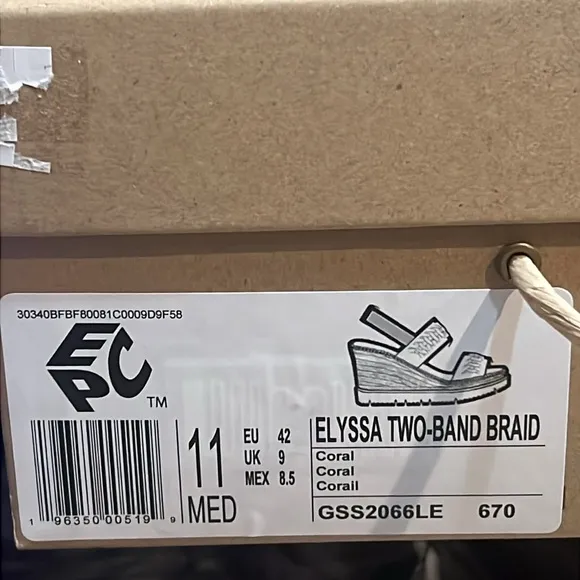 30340BFBF80081C0009D9F58
EPC TM
1 96350 00519 9
11 MED
EU 42
UK 9
MEX 8.5
ELYSSA TWO-BAND BRAID
Coral
Coral
Corail
GSS2066LE 670